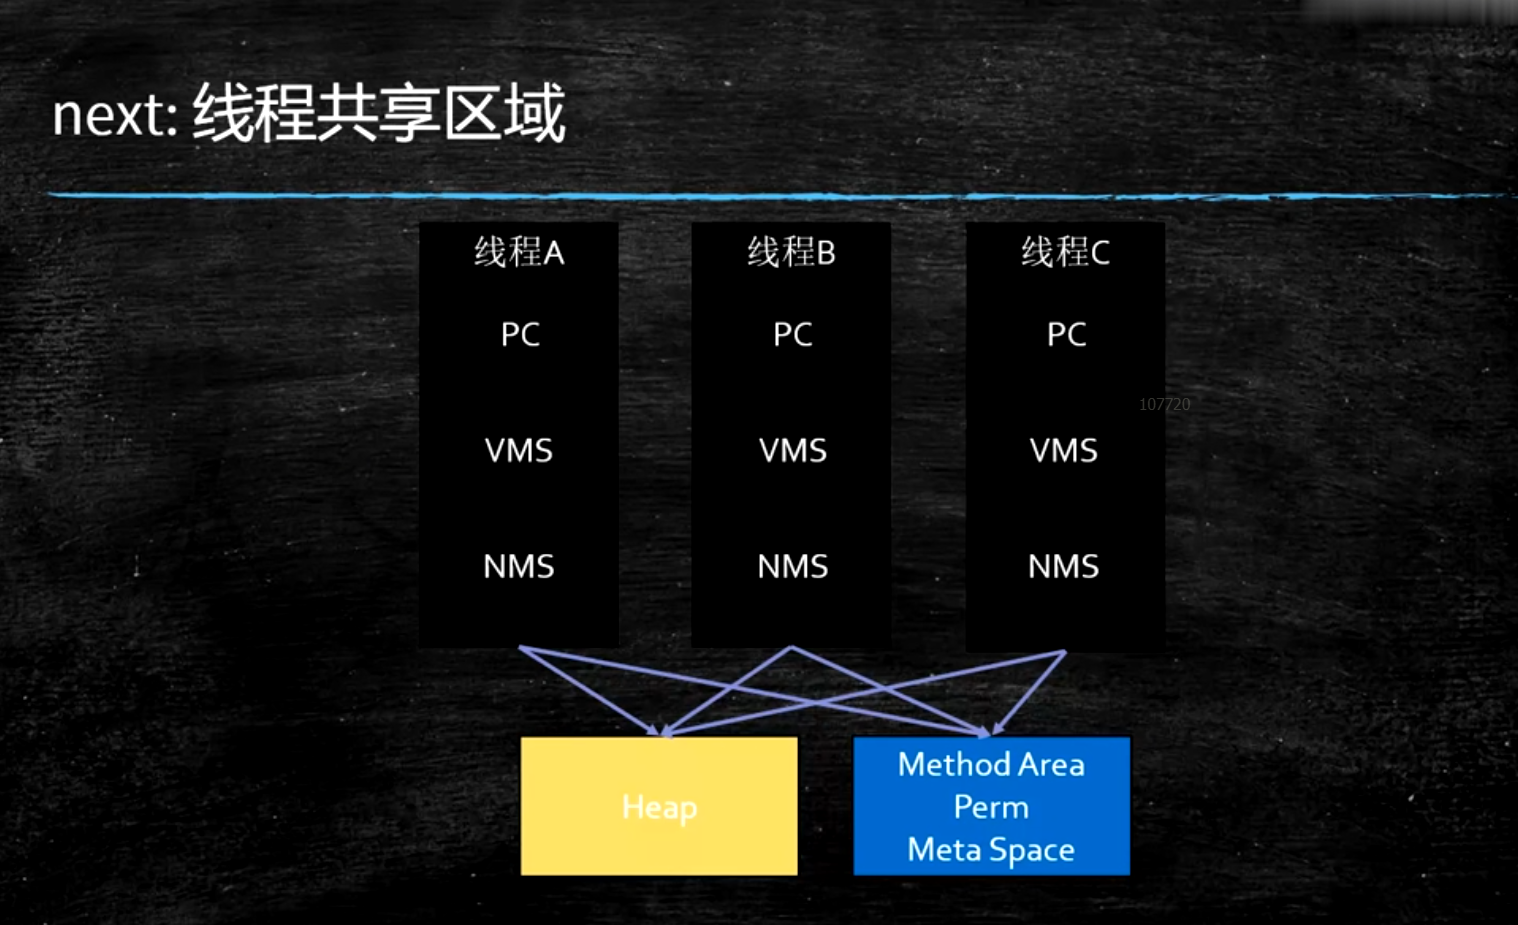 next: 线程共享区域
线程A
PC
VMS
NMS
线程B
PC
VMS
NMS
线程C
PC
VMS
NMS
107720
Heap
Method Area
Perm
Meta Space